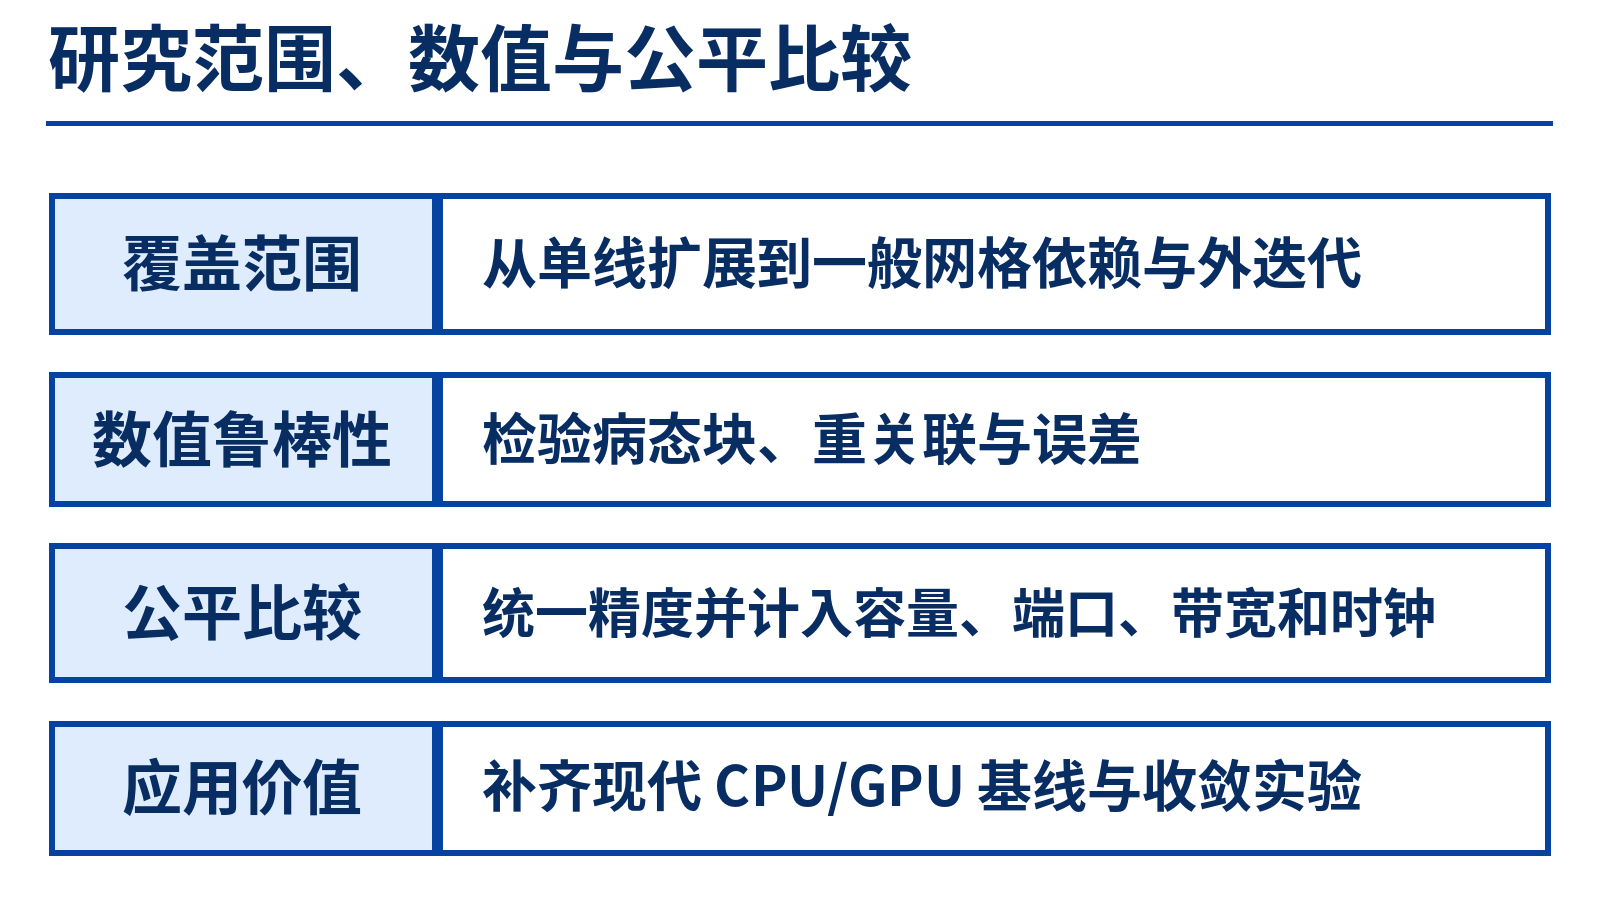 研究范围、数值与公平比较
覆盖范围
从单线扩展到一般网格依赖与外迭代
数值鲁棒性
检验病态块、重关联与误差
公平比较
统一精度并计入容量、端口、带宽和时钟
应用价值
补齐现代 CPU/GPU 基线与收敛实验